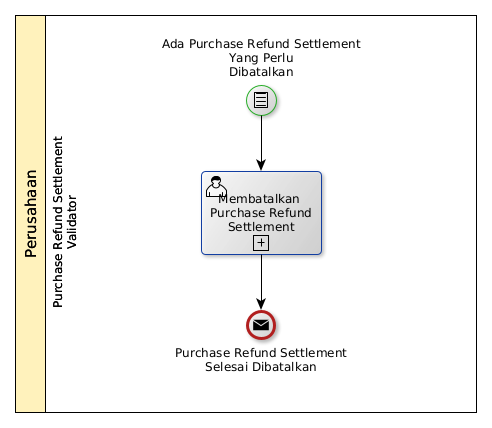 Ada Purchase Refund Settlement
Yang Perlu
Dibatalkan
Perusahaan
Purchase Refund Settlement
Validator
Membatalkan
Purchase Refund
Settlement
Purchase Refund Settlement
Selesai Dibatalkan